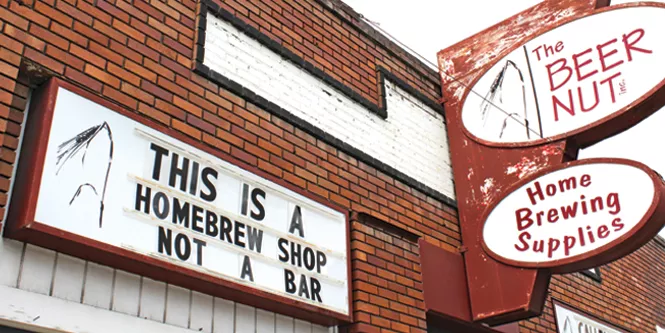 THIS IS A
HOMEBREW SHOP
NOT A BAR
The
BEER
NUT INC.
Home
Brewing
Supplies